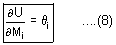 ∂U/∂Mᵢ = θᵢ ....(8)